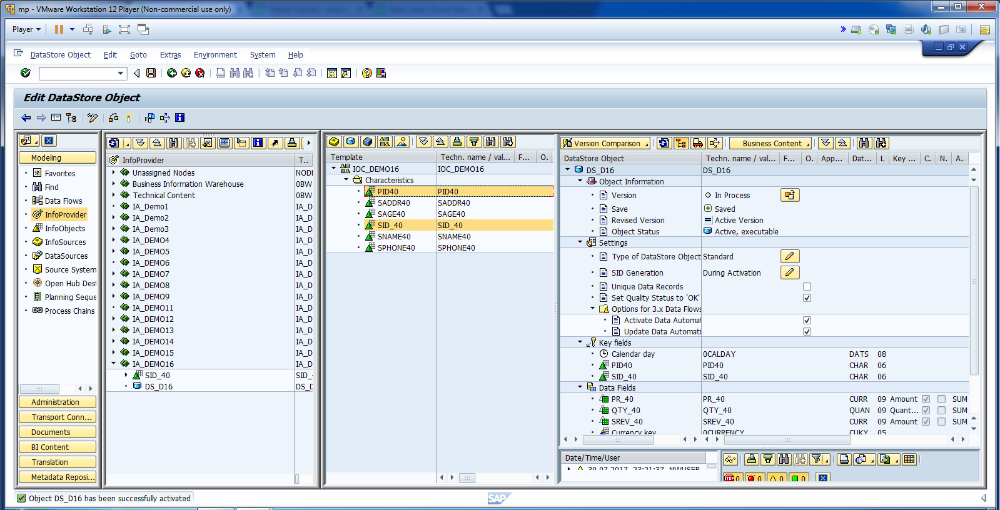 mp - VMware Workstation 12 Player (Non-commercial use only)
Player
DataStore Object Edit Goto Extras Environment System Help
Edit DataStore Object
Modeling
Favorites
Find
Data Flows
InfoProvider
InfoObjects
InfoSources
DataSources
Source System
Open Hub Dest
Planning Seque
Process Chains
Administration
Transport Conn...
Documents
BI Content
Translation
Metadata Reposi...
InfoProvider T..
Unassigned Nodes NODI
Business Information Warehouse 0BW
Technical Content 0BW
IA_Demo1 IA_D
IA_Demo2 IA_D
IA_Demo3 IA_D
IA_DEMO4 IA_D
IA_DEMO5 IA_D
IA_DEMO6 IA_D
IA_DEMO7 IA_D
IA_DEMO8 IA_D
IA_DEMO9 IA_D
IA_DEMO11 IA_D
IA_DEMO12 IA_D
IA_DEMO13 IA_D
IA_DEMO14 IA_D
IA_DEMO15 IA_D
IA_DEMO16 IA_D
SID_40 SID_
DS_D16 DS_D
Template Techn. name / val... F... O.
IOC_DEMO16 IOC_DEMO16
Characteristics
PID40 PID40
SADDR40 SADDR40
SAGE40 SAGE40
SID_40 SID_40
SNAME40 SNAME40
SPHONE40 SPHONE40
Version Comparison Business Content
DataStore Object Techn. name / val... F... O.. App... Dat... L Key ... C. N. A..
DS_D16 DS_D16
Object Information
Version In Process
Save Saved
Revised Version Active Version
Object Status Active, executable
Settings
Type of DataStore Object Standard
SID Generation During Activation
Unique Data Records
Set Quality Status to 'OK'
Options for 3.x Data Flows
Activate Data Automat
Update Data Automati
Key fields
Calendar day 0CALDAY DATS 08
PID40 PID40 CHAR 06
SID_40 SID_40 CHAR 06
Data Fields
PR_40 PR_40 CURR 09 Amount SUM
QTY_40 QTY_40 QUAN 09 Quant... SUM
SREV_40 SREV_40 CURR 09 Amount SUM
Currency key 0CURRENCY CUKY 05
Date/Time/User
30.07.2017 23:21:37 NWUSER
STOP 0 0 0 0
Object DS_D16 has been successfully activated
SAP